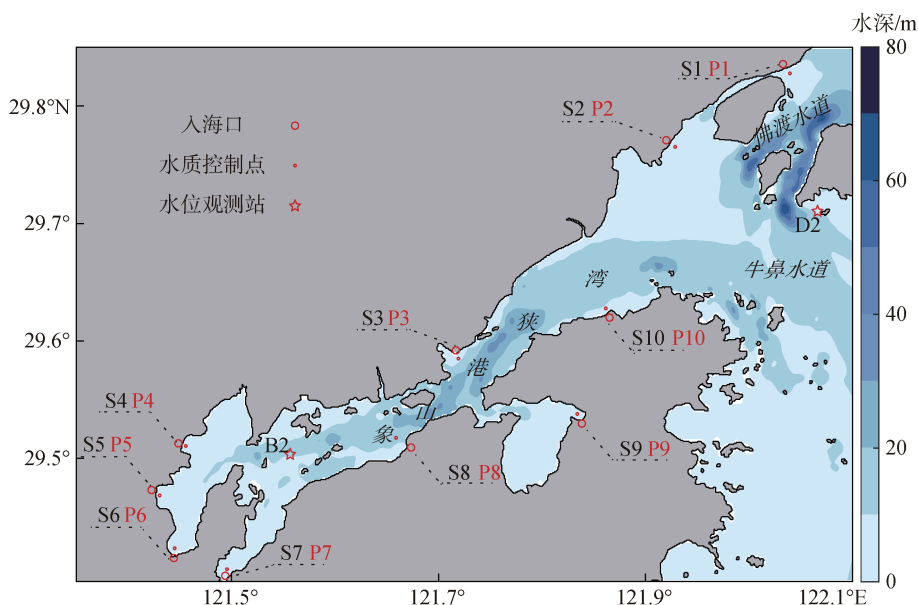 水深/m
80
60
40
20
0
29.8°N
29.7°
29.6°
29.5°
121.5°
121.7°
121.9°
122.1°E
入海口
水质控制点
水位观测站
S1 P1
S2 P2
佛渡水道
D2
牛鼻水道
象山港狭湾
S3 P3
S10 P10
S4 P4
S5 P5
B2
S9 P9
S8 P8
S6 P6
S7 P7